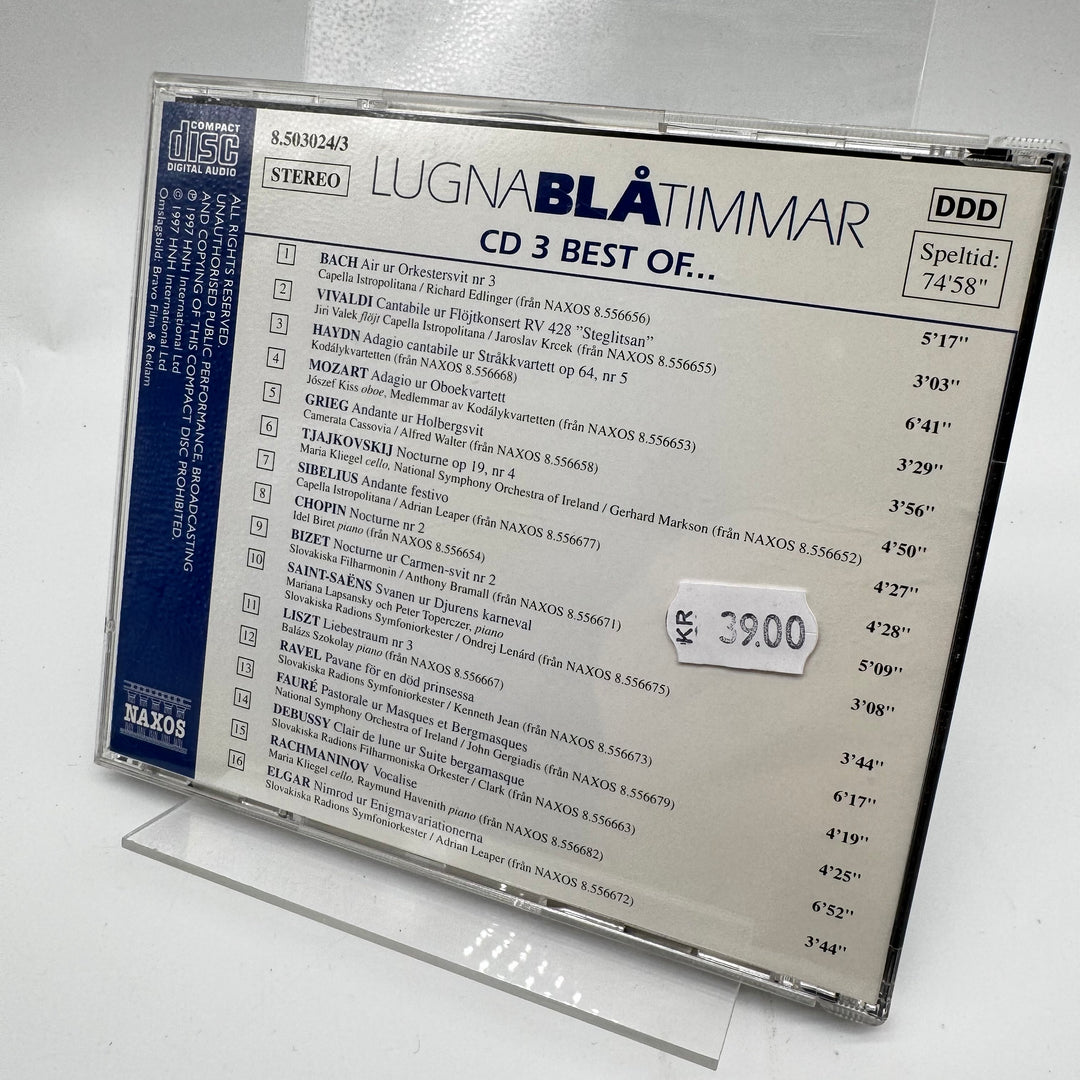 COMPACT
disc
DIGITAL AUDIO
ALL RIGHTS RESERVED.
UNAUTHORISED PUBLIC PERFORMANCE, BROADCASTING
AND COPYING OF THIS COMPACT DISC PROHIBITED.
℗ 1997 HNH International Ltd
© 1997 HNH International Ltd
Omslagsbild: Bravo Film & Reklam
NAXOS
8.503024/3
STEREO
LUGNABLÅTIMMAR
CD 3 BEST OF...
DDD
Speltid:
74'58"
1 BACH Air ur Orkestersvit nr 3 5'17"
Capella Istropolitana / Richard Edlinger (från NAXOS 8.556656)
2 VIVALDI Cantabile ur Flöjtkonsert RV 428 "Steglitsan" 3'03"
Jiri Valek flöjt Capella Istropolitana / Jaroslav Krcek (från NAXOS 8.556655)
3 HAYDN Adagio cantabile ur Stråkkvartett op 64, nr 5 6'41"
Kodálykvartetten (från NAXOS 8.556668)
4 MOZART Adagio ur Oboekvartett 3'29"
Jószef Kiss oboe, Medlemmar av Kodálykvartetten (från NAXOS 8.556653)
5 GRIEG Andante ur Holbergsvit 3'56"
Camerata Cassovia / Alfred Walter (från NAXOS 8.556658)
6 TJAJKOVSKIJ Nocturne op 19, nr 4 4'50"
Maria Kliegel cello, National Symphony Orchestra of Ireland / Gerhard Markson (från NAXOS 8.556652)
7 SIBELIUS Andante festivo 4'27"
Capella Istropolitana / Adrian Leaper (från NAXOS 8.556677)
8 CHOPIN Nocturne nr 2 4'28"
Idel Biret piano (från NAXOS 8.556654)
9 BIZET Nocturne ur Carmen-svit nr 2 5'09"
Slovakiska Filharmonin / Anthony Bramall (från NAXOS 8.556671)
10 SAINT-SAËNS Svanen ur Djurens karneval 3'08"
Mariana Lapsansky och Peter Toperczer, piano
Slovakiska Radions Symfoniorkester / Ondrej Lenárd (från NAXOS 8.556675)
11 LISZT Liebestraum nr 3 3'44"
Balázs Szokolay piano (från NAXOS 8.556667)
12 RAVEL Pavane för en död prinsessa 6'17"
Slovakiska Radions Symfoniorkester / Kenneth Jean (från NAXOS 8.556673)
13 FAURÉ Pastorale ur Masques et Bergmasques 4'19"
National Symphony Orchestra of Ireland / John Gergiadis (från NAXOS 8.556679)
14 DEBUSSY Clair de lune ur Suite bergamasque 4'25"
Slovakiska Radions Filharmoniska Orkester / Clark (från NAXOS 8.556663)
15 RACHMANINOV Vocalise 6'52"
Maria Kliegel cello, Raymund Havenith piano (från NAXOS 8.556682)
16 ELGAR Nimrod ur Enigmavariationerna 3'44"
Slovakiska Radions Symfoniorkester / Adrian Leaper (från NAXOS 8.556672)
KR 39.00